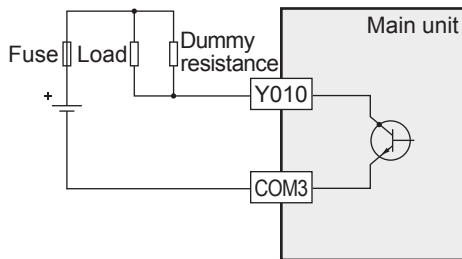 Main unit
Fuse
Load
Dummy
resistance
+
Y010
COM3